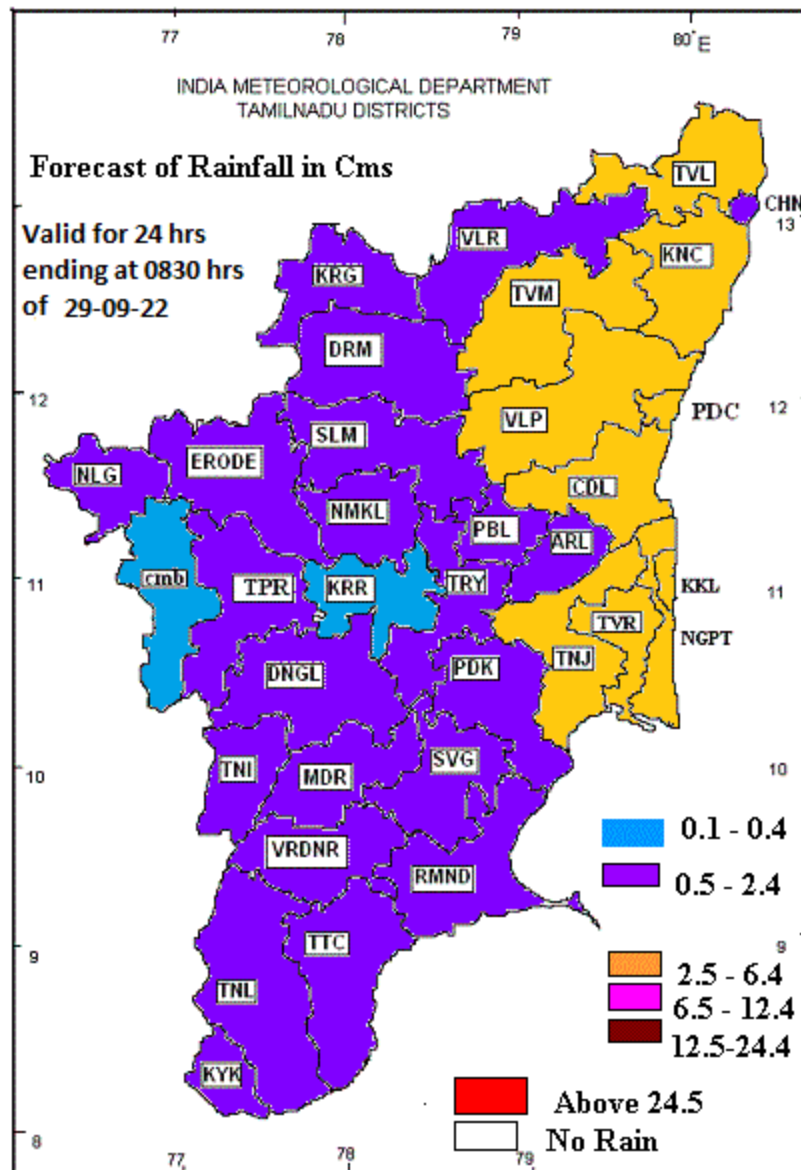 77 78 79 80°E
INDIA METEOROLOGICAL DEPARTMENT
TAMILNADU DISTRICTS
Forecast of Rainfall in Cms
TVL
CHN
13
Valid for 24 hrs
ending at 0830 hrs
of 29-09-22
VLR
KNC
KRG
TVM
DRM
12
12
PDC
VLP
SLM
ERODE
NLG
CDL
NMKL
PBL
ARL
11
cmb
TPR
KRR
TRY
KKL
11
TVR
NGPT
TNJ
DNGL
PDK
10
TNI
MDR
SVG
10
0.1 - 0.4
VRDNR
RMND
0.5 - 2.4
9
TTC
9
2.5 - 6.4
TNL
6.5 - 12.4
12.5-24.4
KYK
Above 24.5
8
No Rain
77 78 79